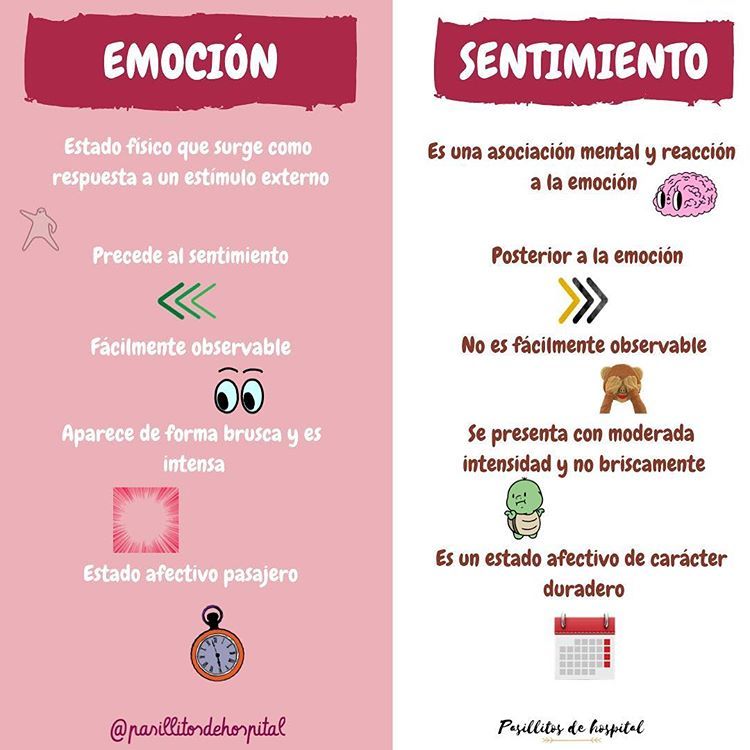 EMOCIÓN
Estado físico que surge como
respuesta a un estímulo externo
Precede al sentimiento
Fácilmente observable
Aparece de forma brusca y es
intensa
Estado afectivo pasajero
@pasillitosdehospital
SENTIMIENTO
Es una asociación mental y reacción
a la emoción
Posterior a la emoción
No es fácilmente observable
Se presenta con moderada
intensidad y no briscamente
Es un estado afectivo de carácter
duradero
Pasillitos de hospital